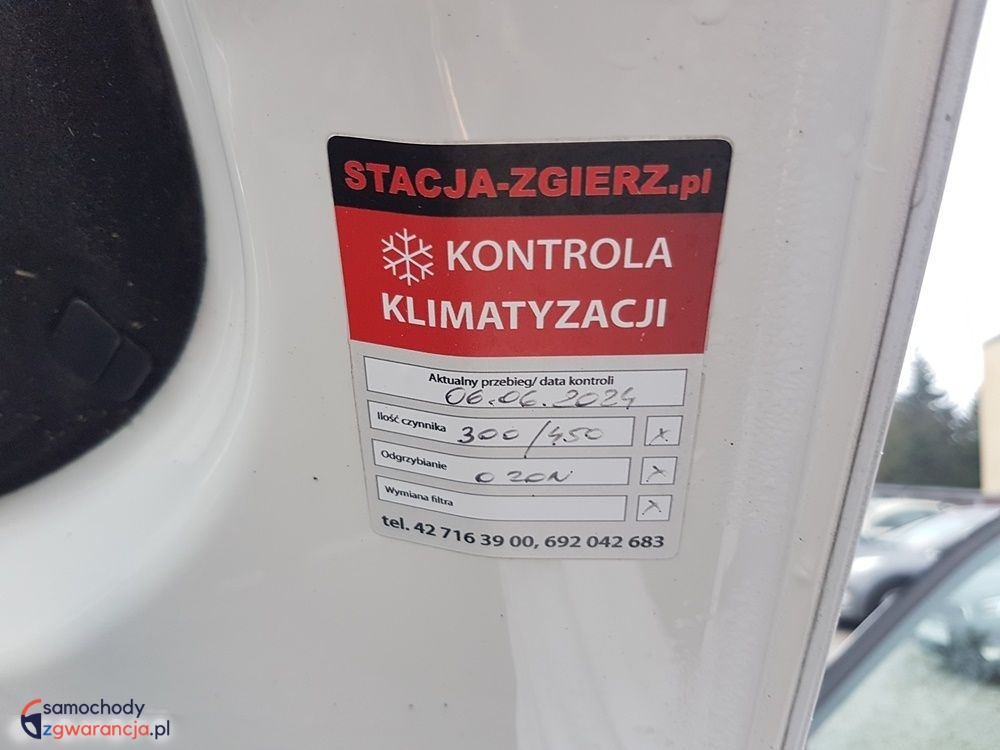 STACJA-ZGIERZ.pl
KONTROLA
KLIMATYZACJI
Aktualny przebieg/ data kontroli
06.06.2024
Ilość czynnika 300/450 x
Odgrzybianie OZON x
Wymiana filtra x
tel. 42 716 39 00, 692 042 683
samochody
zgwarancja.pl